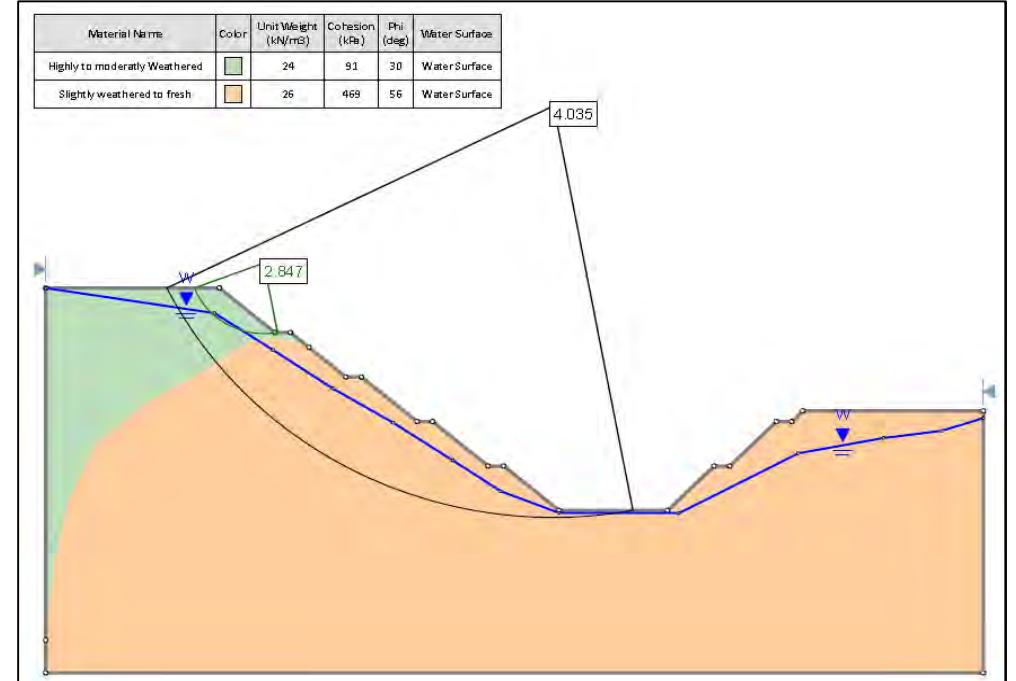 Material Name Color Unit Weight (kN/m3) Cohesion (kPa) Phi (deg) Water Surface
Highly to moderatly Weathered 24 91 30 Water Surface
Slightly weathered to fresh 26 469 56 Water Surface
4.035
W
2.847
W